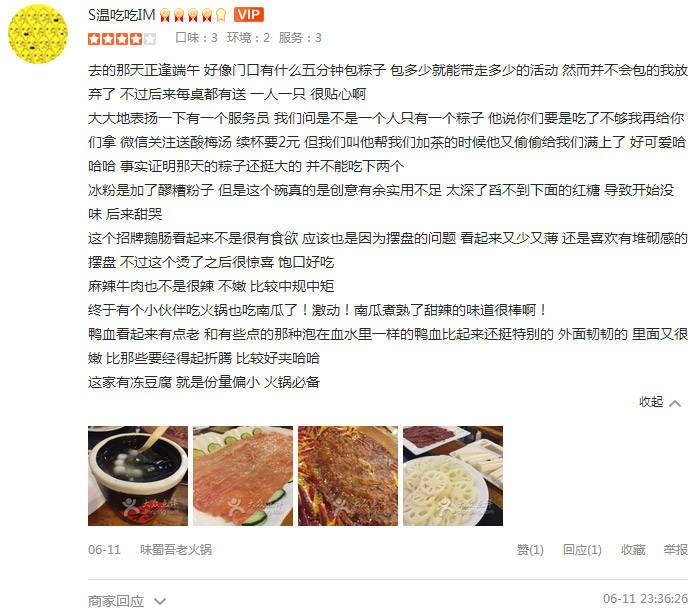 S温吃吃IM VIP
口味：3 环境：2 服务：3
去的那天正逢端午 好像门口有什么五分钟包粽子 包多少就能带走多少的活动 然而并不会包的我放
弃了 不过后来每桌都有送 一人一只 很贴心啊
大大地表扬一下有一个服务员 我们问是不是一个人只有一个粽子 他说你们要是吃了不够我再给你
们拿 微信关注送酸梅汤 续杯要2元 但我们叫他帮我们加茶的时候他又偷偷给我们满上了 好可爱哈
哈哈 事实证明那天的粽子还挺大的 并不能吃下两个
冰粉是加了醪糟粉子 但是这个碗真的是创意有余实用不足 太深了舀不到下面的红糖 导致开始没
味 后来甜哭
这个招牌鹅肠看起来不是很有食欲 应该也是因为摆盘的问题 看起来又少又薄 还是喜欢有堆砌感的
摆盘 不过这个烫了之后很惊喜 饱口好吃
麻辣牛肉也不是很辣 不嫩 比较中规中矩
终于有个小伙伴吃火锅也吃南瓜了！激动！南瓜煮熟了甜辣的味道很棒啊！
鸭血看起来有点老 和有些点的那种泡在血水里一样的鸭血比起来还挺特别的 外面韧韧的 里面又很
嫩 比那些要经得起折腾 比较好夹哈哈
这家有冻豆腐 就是份量偏小 火锅必备
收起
大众点评
大众点评
大众点评
大众点评
06-11 味蜀吾老火锅 赞(1) 回应(1) 收藏 举报
商家回应 06-11 23:36:26